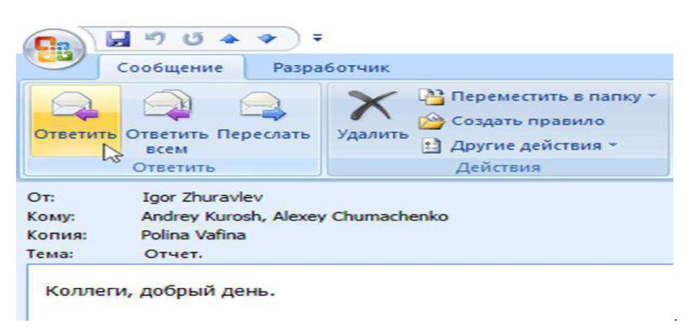 Сообщение Разработчик
Ответить Ответить всем Переслать Удалить Переместить в папку
Создать правило
Другие действия
Ответить Действия
От: Igor Zhuravlev
Кому: Andrey Kurosh, Alexey Chumachenko
Копия: Polina Vafina
Тема: Отчет.
Коллеги, добрый день.